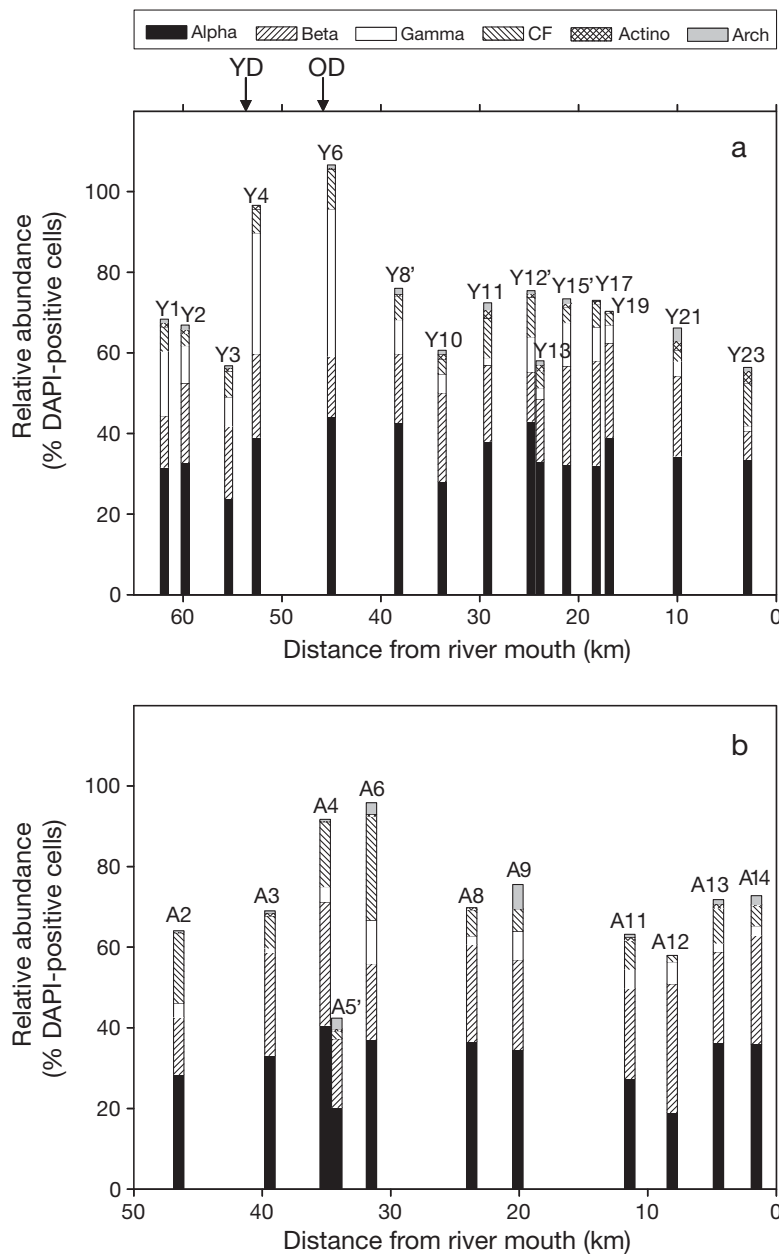 Alpha Beta Gamma CF Actino Arch
YD OD
a
Relative abundance
(% DAPI-positive cells)
100
80
60
40
20
0
Y1
Y2
Y3
Y4
Y6
Y8’
Y10
Y11
Y12’
Y13
Y15’
Y17
Y19
Y21
Y23
60 50 40 30 20 10 0
Distance from river mouth (km)
b
Relative abundance
(% DAPI-positive cells)
100
80
60
40
20
0
A2
A3
A4
A5’
A6
A8
A9
A11
A12
A13
A14
50 40 30 20 10 0
Distance from river mouth (km)